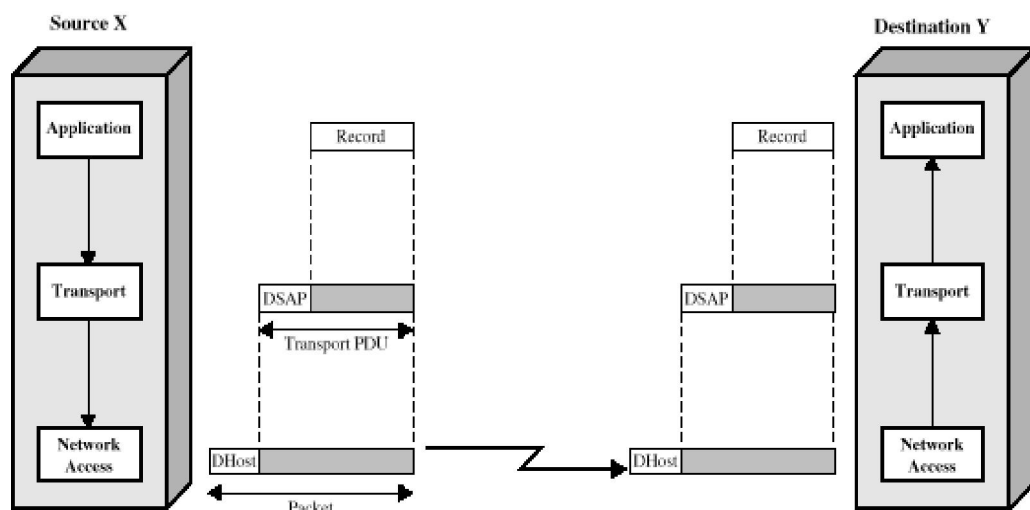 Source X
Destination Y
Application
Record
Record
Application
Transport
DSAP
DSAP
Transport
Transport PDU
Network
Access
DHost
DHost
Network
Access
Packet